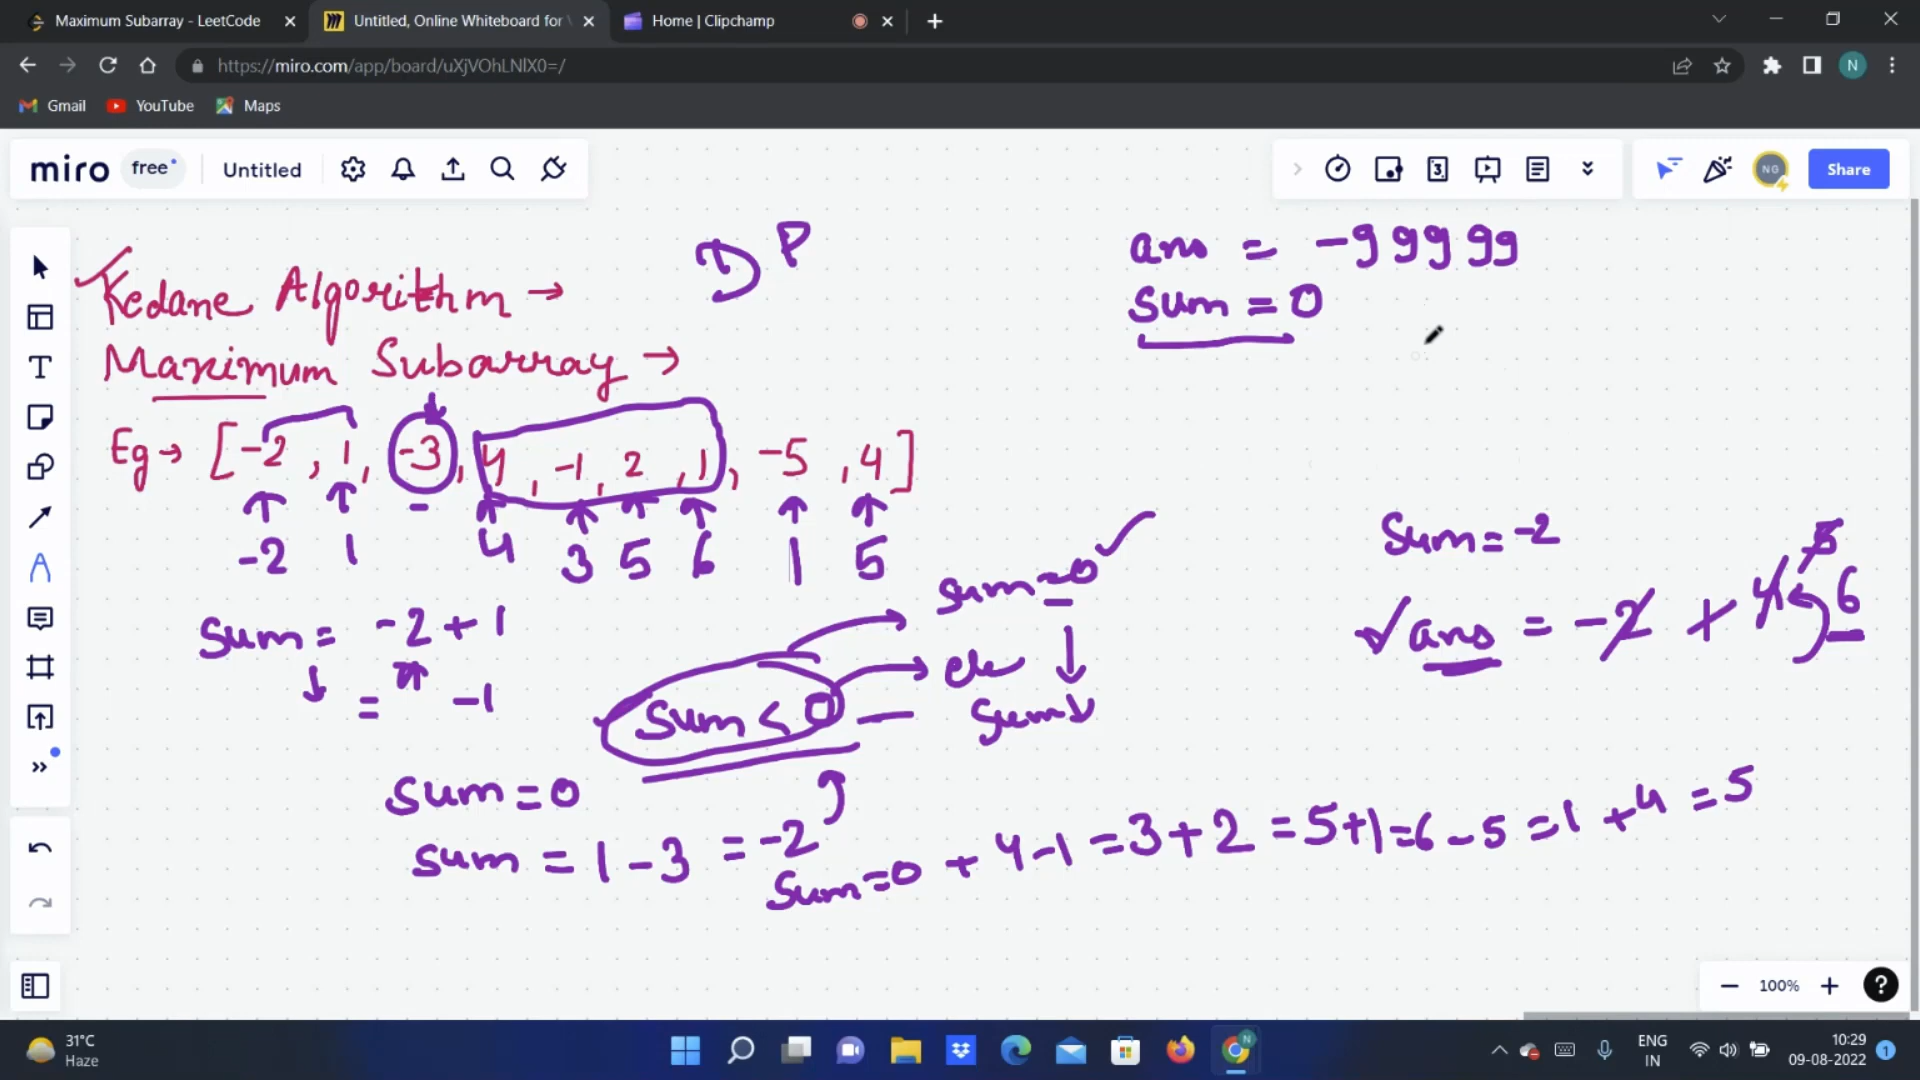 Maximum Subarray - LeetCode
Untitled, Online Whiteboard for
Home | Clipchamp
https://miro.com/app/board/uXjVOhLNlX0=/
N
Gmail YouTube Maps
miro free Untitled
3
NG
Share
DP
ans = -99999
sum = 0
Kedane Algorithm →
Maximum Subarray →
Eg → [-2, 1, -3, 4, -1, 2, 1, -5, 4]
-2 1 - 4 3 5 6 1 5
sum = -2 + 1
= -1
sum < 0
sum = 0
sum
Sum = -2
ans = -2 + 4 5 6
sum = 0
sum = 1 - 3 = -2
sum = 0 + 4 - 1 = 3 + 2 = 5 + 1 = 6 - 5 = 1 + 4 = 5
100%
?
31°C
Haze
N
ENG
IN
10:29
09-08-2022
1